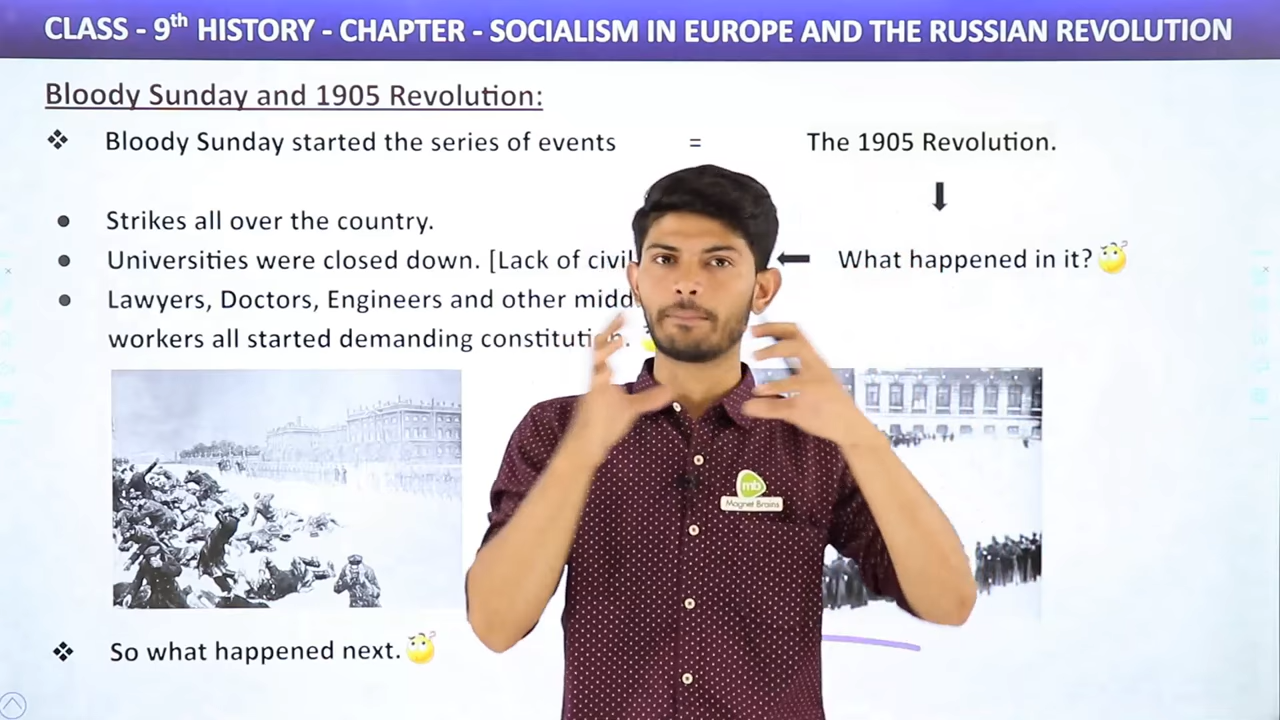 CLASS - 9th HISTORY - CHAPTER - SOCIALISM IN EUROPE AND THE RUSSIAN REVOLUTION
Bloody Sunday and 1905 Revolution:
❖ Bloody Sunday started the series of events = The 1905 Revolution.
● Strikes all over the country.
● Universities were closed down. [Lack of civil What happened in it?
● Lawyers, Doctors, Engineers and other
workers all started demanding constitution.
mb
Magnet Brains
❖ So what happened next.